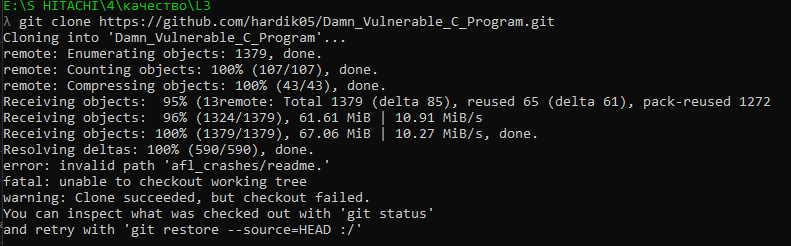 E:\S HITACHI\4\качество\L3
λ git clone https://github.com/hardik05/Damn_Vulnerable_C_Program.git
Cloning into 'Damn_Vulnerable_C_Program'...
remote: Enumerating objects: 1379, done.
remote: Counting objects: 100% (107/107), done.
remote: Compressing objects: 100% (43/43), done.
Receiving objects:  95% (13remote: Total 1379 (delta 85), reused 65 (delta 61), pack-reused 1272
Receiving objects:  96% (1324/1379), 61.61 MiB | 10.91 MiB/s
Receiving objects: 100% (1379/1379), 67.06 MiB | 10.27 MiB/s, done.
Resolving deltas: 100% (590/590), done.
error: invalid path 'afl_crashes/readme.'
fatal: unable to checkout working tree
warning: Clone succeeded, but checkout failed.
You can inspect what was checked out with 'git status'
and retry with 'git restore --source=HEAD :/'